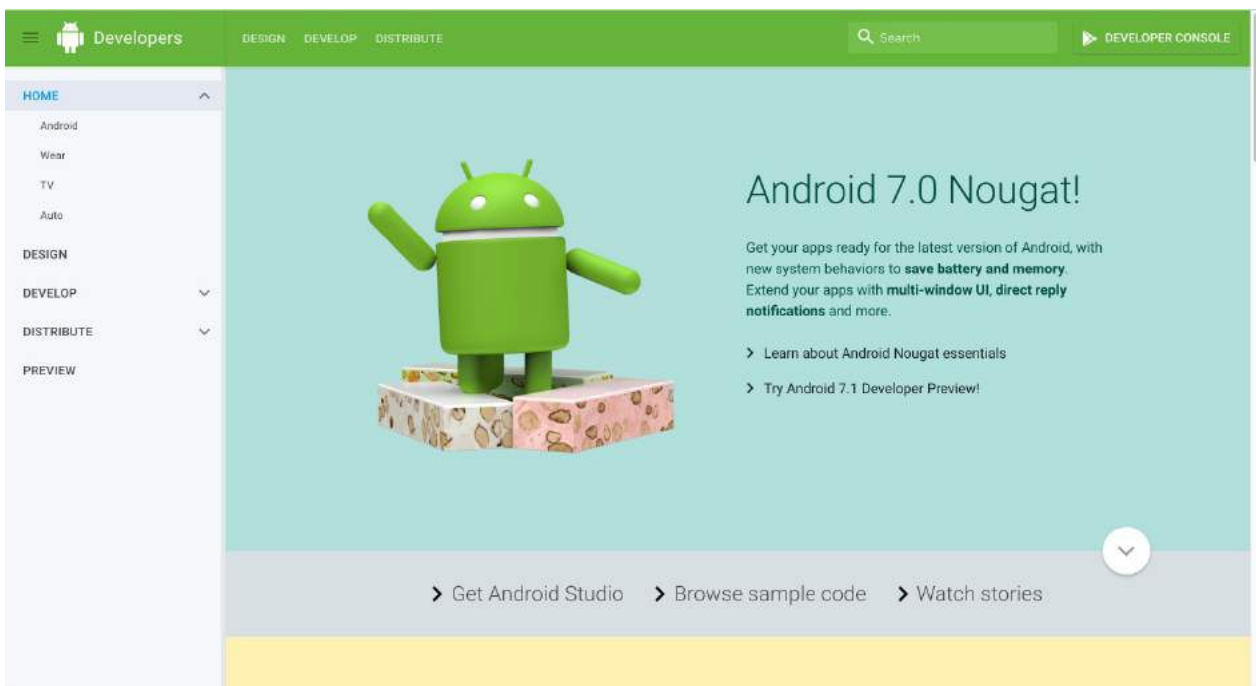 Developers
DESIGN DEVELOP DISTRIBUTE
Search
DEVELOPER CONSOLE
HOME
Android
Wear
TV
Auto
DESIGN
DEVELOP
DISTRIBUTE
PREVIEW
Android 7.0 Nougat!
Get your apps ready for the latest version of Android, with
new system behaviors to save battery and memory.
Extend your apps with multi-window UI, direct reply
notifications and more.
Learn about Android Nougat essentials
Try Android 7.1 Developer Preview!
Get Android Studio
Browse sample code
Watch stories